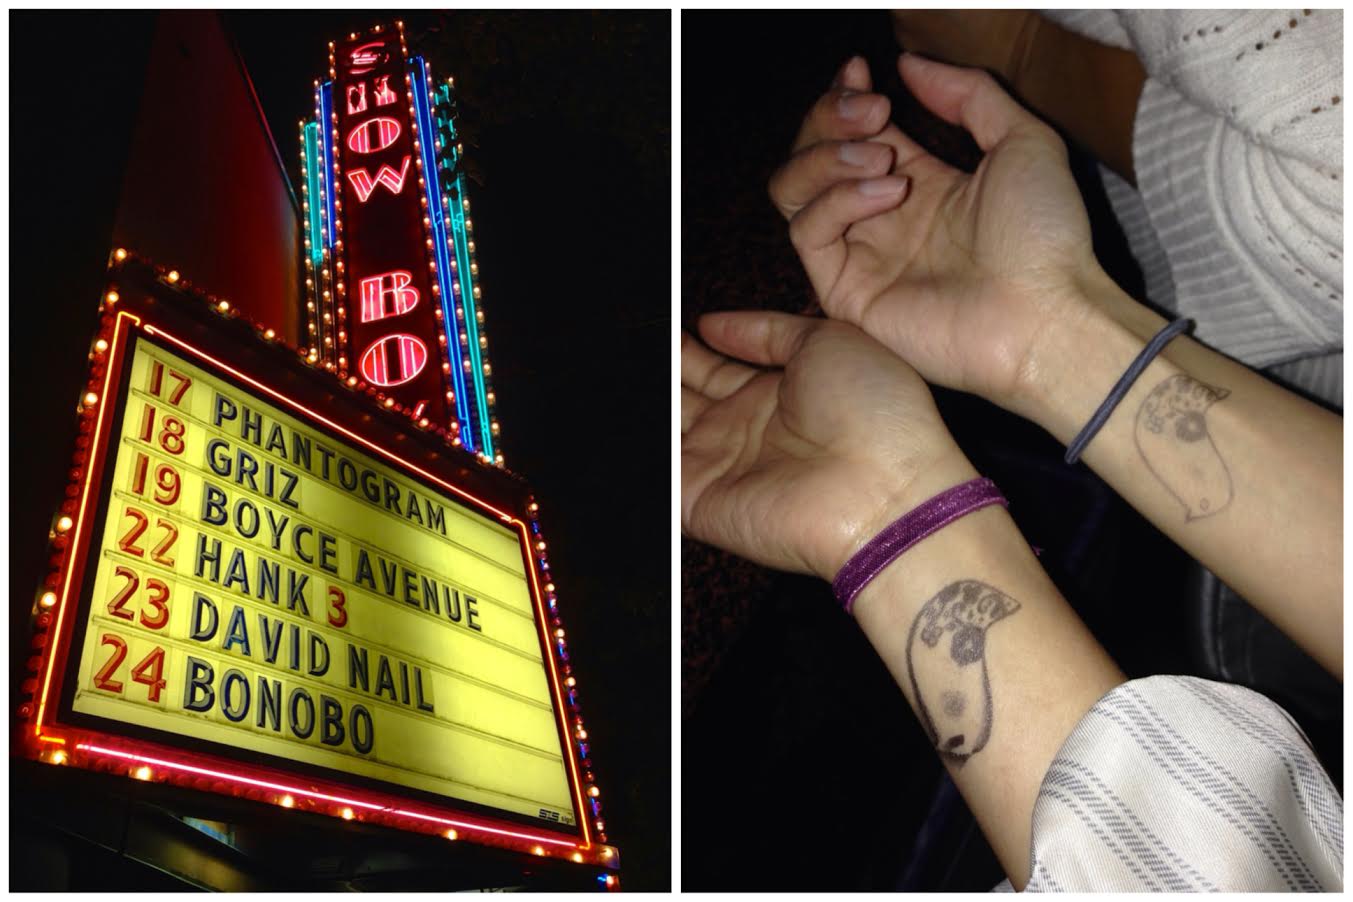 SHOW BO
17 PHANTOGRAM
18 GRIZ
19 BOYCE AVENUE
22 HANK 3
23 DAVID NAIL
24 BONOBO